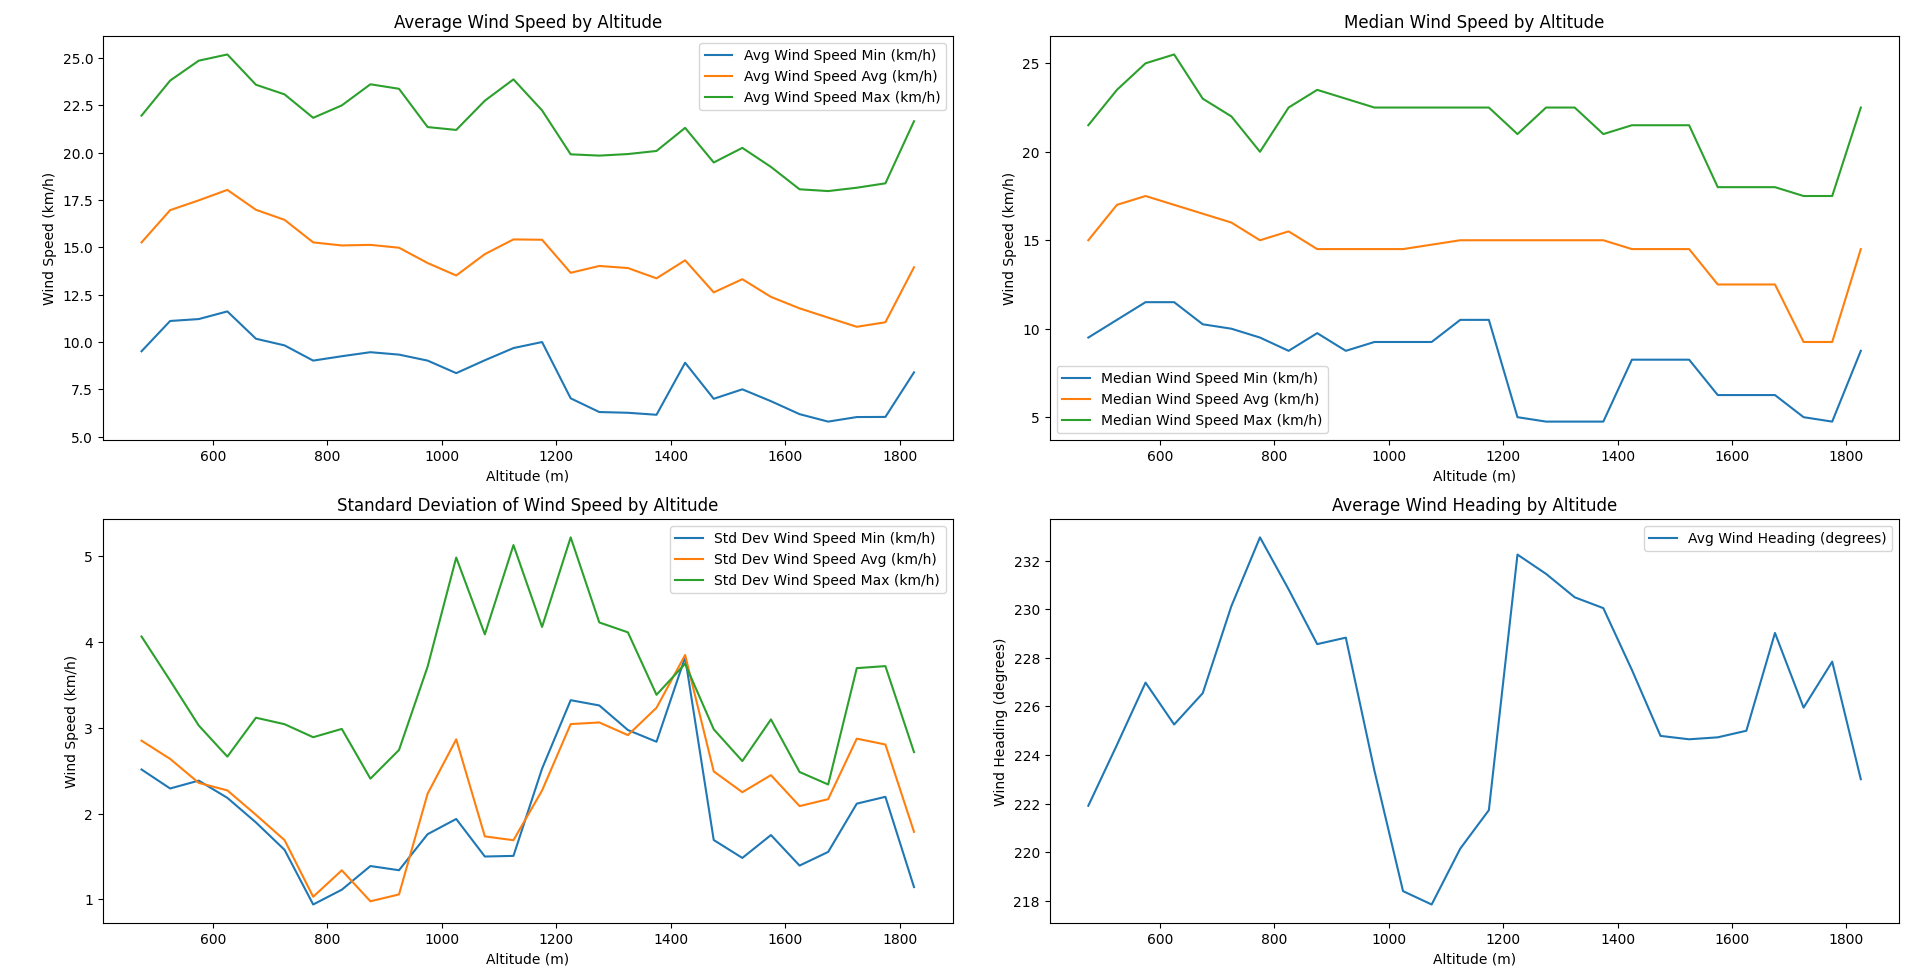 Average Wind Speed by Altitude
Wind Speed (km/h)
25.0
22.5
20.0
17.5
15.0
12.5
10.0
7.5
5.0
Avg Wind Speed Min (km/h)
Avg Wind Speed Avg (km/h)
Avg Wind Speed Max (km/h)
600 800 1000 1200 1400 1600 1800
Altitude (m)
Median Wind Speed by Altitude
Wind Speed (km/h)
25
20
15
10
5
Median Wind Speed Min (km/h)
Median Wind Speed Avg (km/h)
Median Wind Speed Max (km/h)
600 800 1000 1200 1400 1600 1800
Altitude (m)
Standard Deviation of Wind Speed by Altitude
Wind Speed (km/h)
5
4
3
2
1
Std Dev Wind Speed Min (km/h)
Std Dev Wind Speed Avg (km/h)
Std Dev Wind Speed Max (km/h)
600 800 1000 1200 1400 1600 1800
Altitude (m)
Average Wind Heading by Altitude
Wind Heading (degrees)
232
230
228
226
224
222
220
218
Avg Wind Heading (degrees)
600 800 1000 1200 1400 1600 1800
Altitude (m)